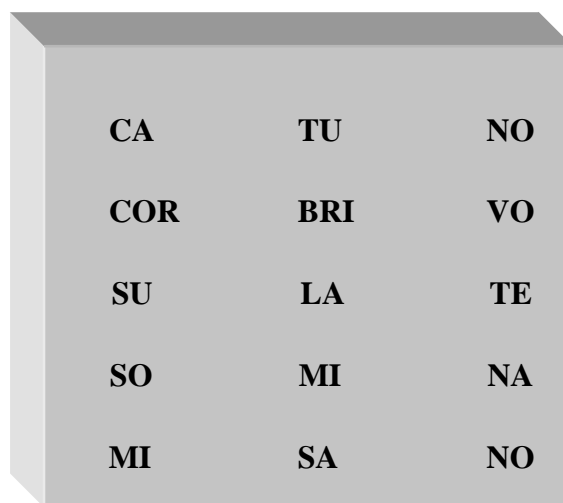 CA TU NO
COR BRI VO
SU LA TE
SO MI NA
MI SA NO